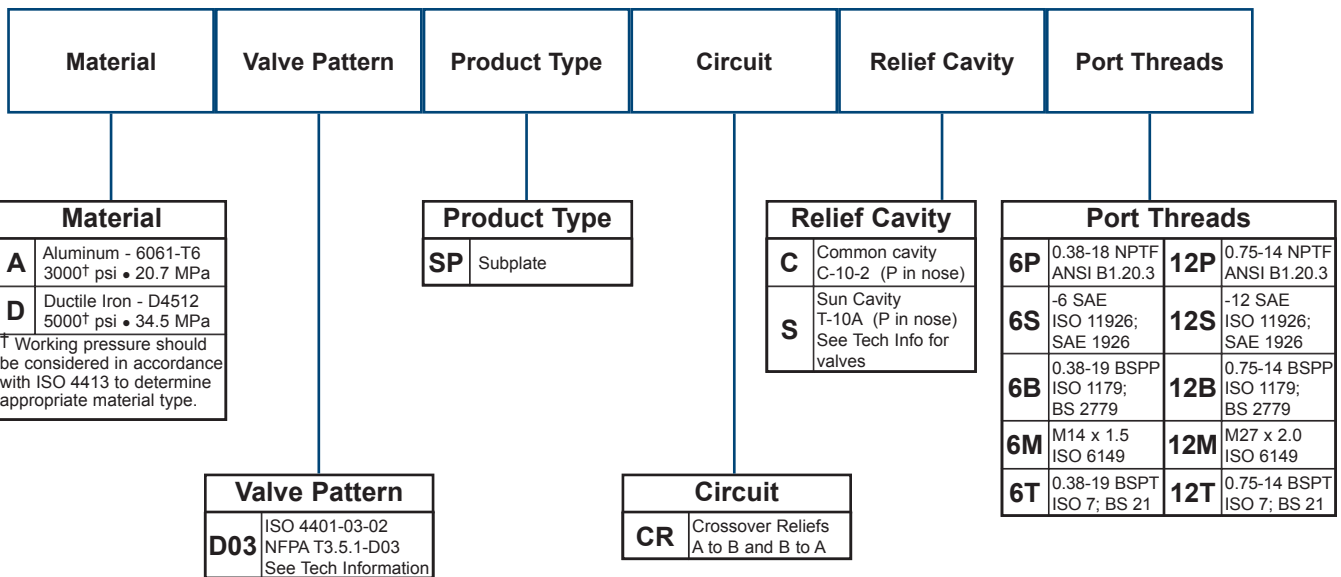 Material Valve Pattern Product Type Circuit Relief Cavity Port Threads
Material
A
Aluminum - 6061-T6
3000† psi • 20.7 MPa
D
Ductile Iron - D4512
5000† psi • 34.5 MPa
† Working pressure should
be considered in accordance
with ISO 4413 to determine
appropriate material type.
Valve Pattern
D03
ISO 4401-03-02
NFPA T3.5.1-D03
See Tech Information
Product Type
SP Subplate
Circuit
CR
Crossover Reliefs
A to B and B to A
Relief Cavity
C
Common cavity
C-10-2 (P in nose)
S
Sun Cavity
T-10A (P in nose)
See Tech Info for
valves
Port Threads
6P
0.38-18 NPTF
ANSI B1.20.3
12P
0.75-14 NPTF
ANSI B1.20.3
6S
-6 SAE
ISO 11926;
SAE 1926
12S
-12 SAE
ISO 11926;
SAE 1926
6B
0.38-19 BSPP
ISO 1179;
BS 2779
12B
0.75-14 BSPP
ISO 1179;
BS 2779
6M
M14 x 1.5
ISO 6149
12M
M27 x 2.0
ISO 6149
6T
0.38-19 BSPT
ISO 7; BS 21
12T
0.75-14 BSPT
ISO 7; BS 21